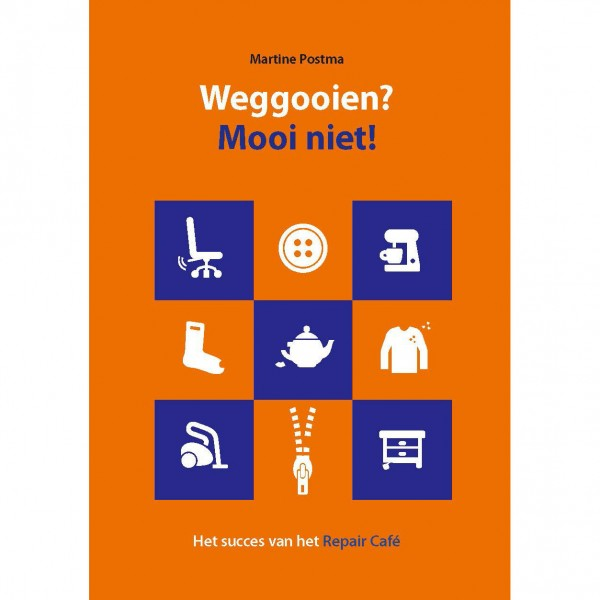 Martine Postma
Weggooien?
Mooi niet!
Het succes van het Repair Café